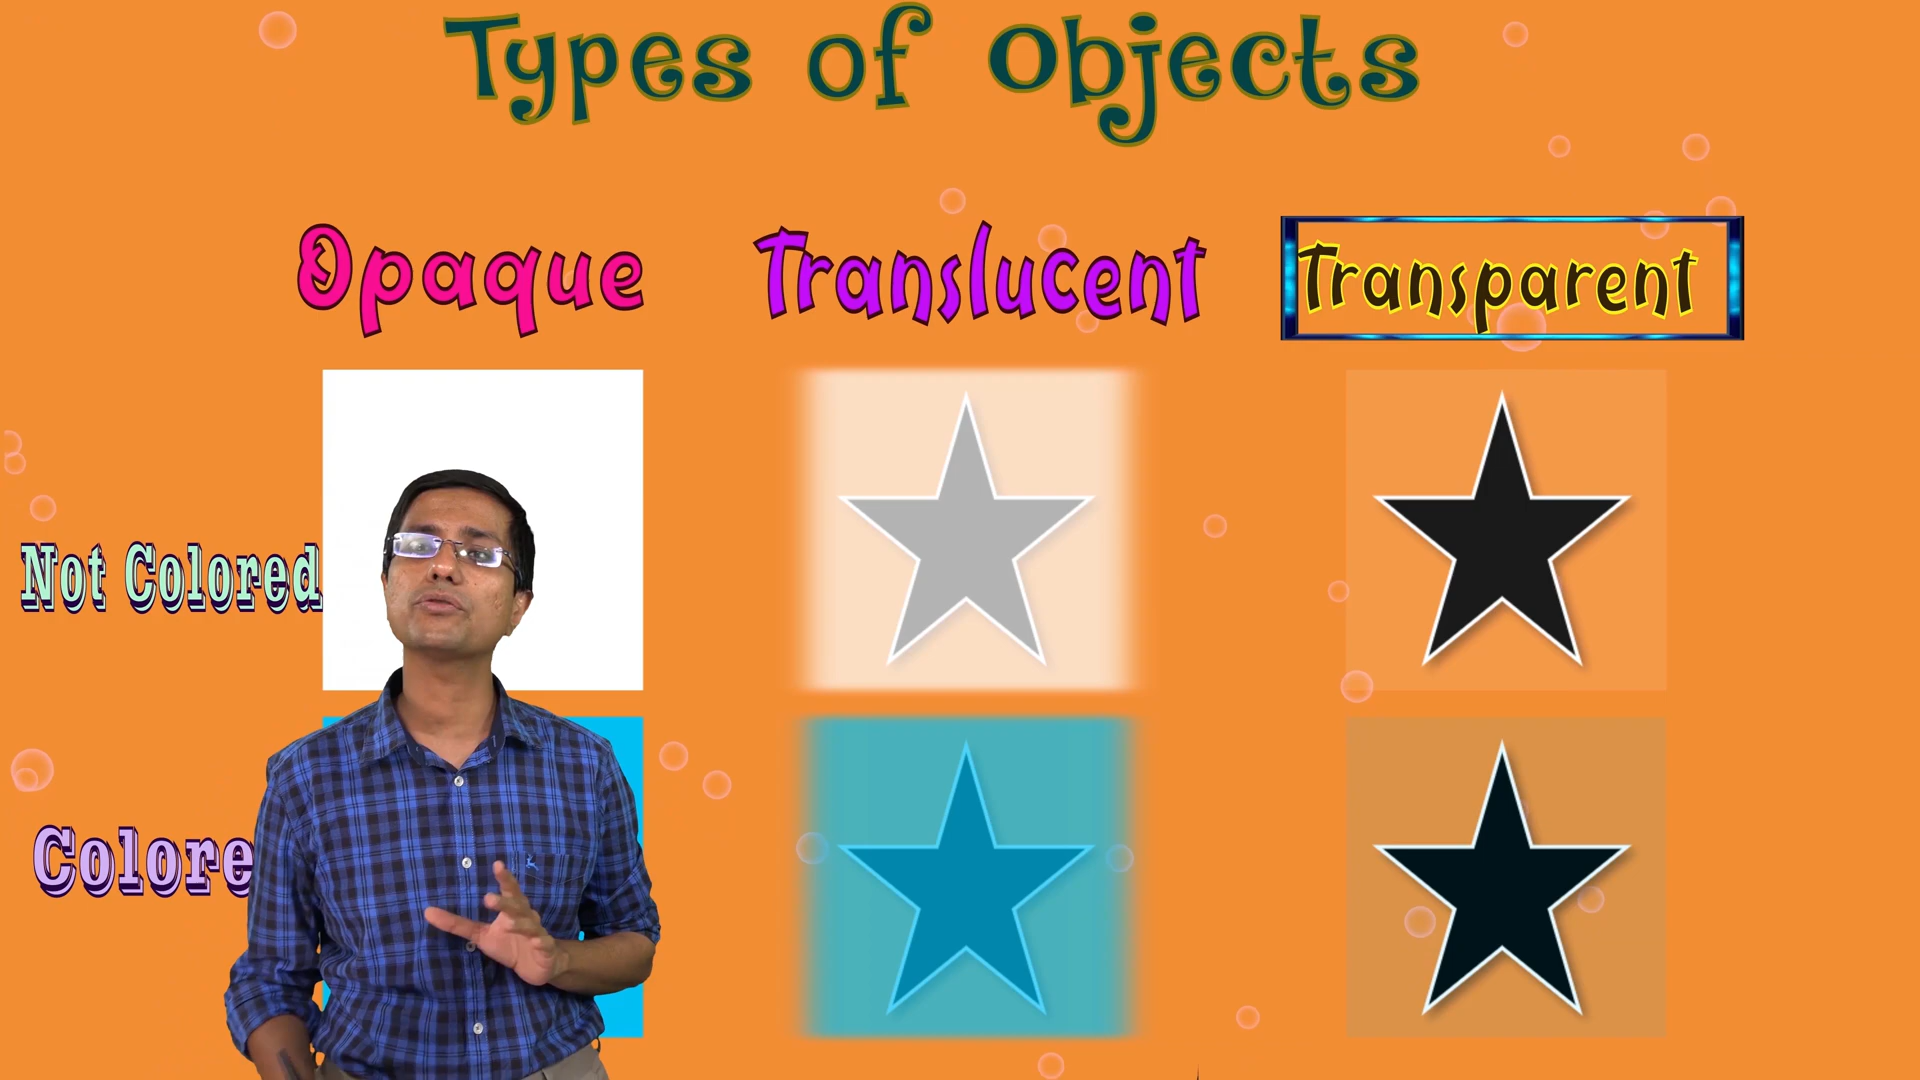 Types of Objects
Opaque Translucent Transparent
Not Colored
Colore